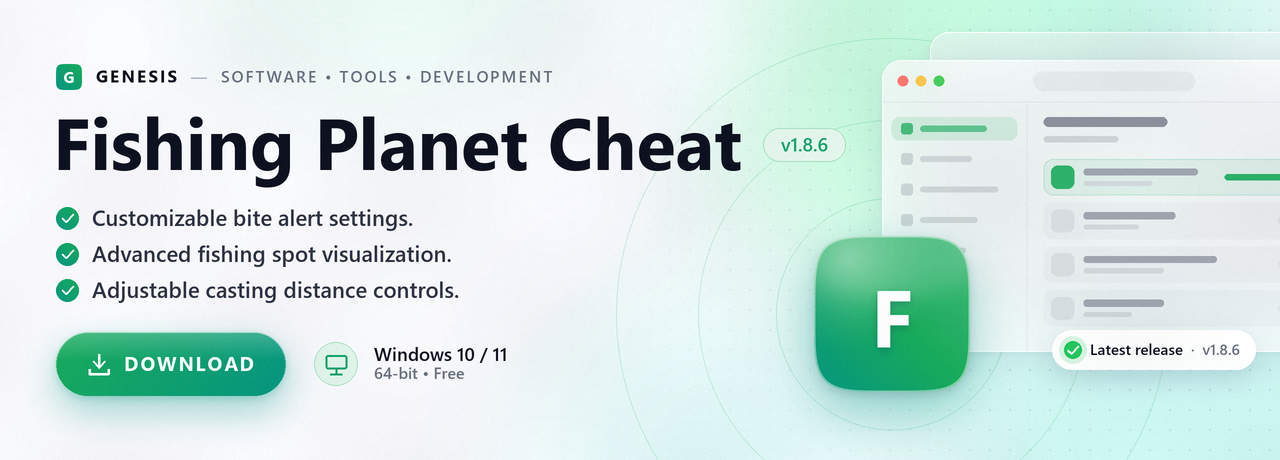 G GENESIS — SOFTWARE • TOOLS • DEVELOPMENT
Fishing Planet Cheat v1.8.6
Customizable bite alert settings.
Advanced fishing spot visualization.
Adjustable casting distance controls.
DOWNLOAD
Windows 10 / 11
64-bit • Free
F
Latest release · v1.8.6